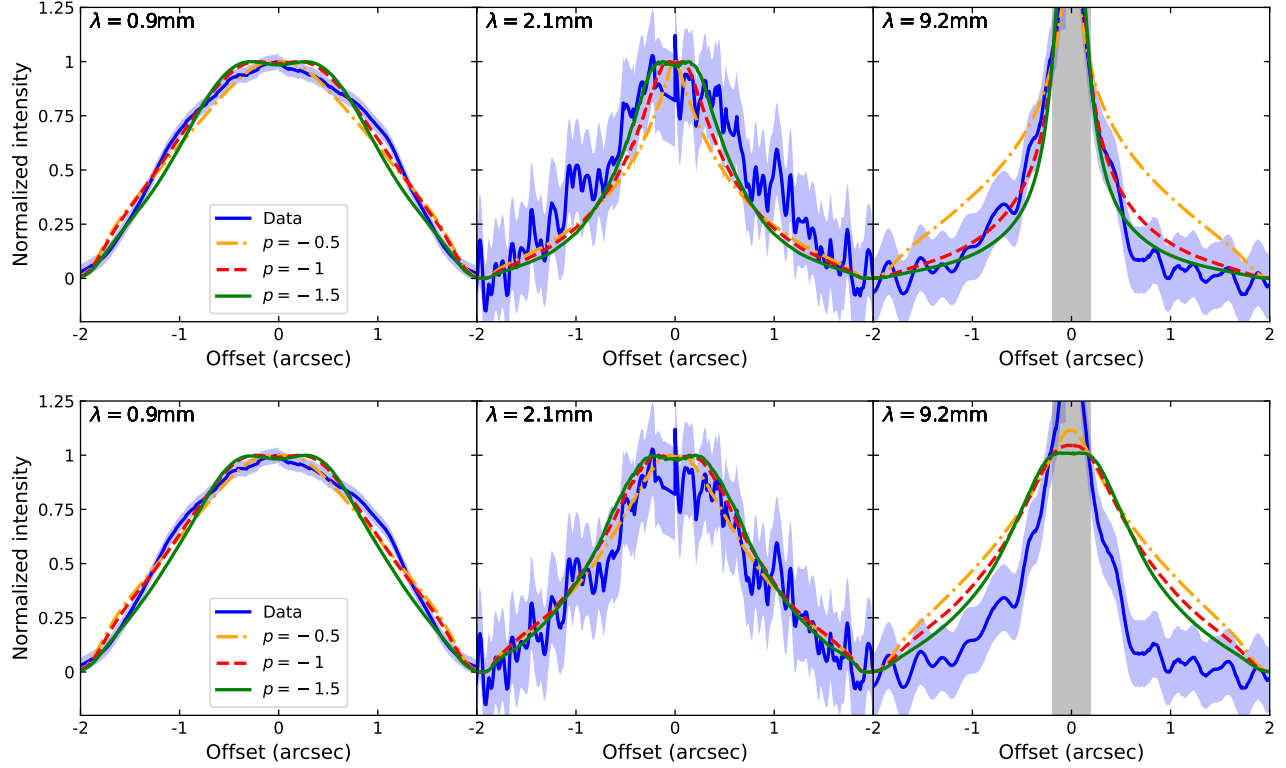 1.25
1
0.75
0.5
0.25
0
Normalized intensity
λ = 0.9mm
Data
p = −0.5
p = −1
p = −1.5
-2 -1 0 1 -2
Offset (arcsec)
λ = 2.1mm
-1 0 1 -2
Offset (arcsec)
λ = 9.2mm
-1 0 1 2
Offset (arcsec)
1.25
1
0.75
0.5
0.25
0
Normalized intensity
λ = 0.9mm
Data
p = −0.5
p = −1
p = −1.5
-2 -1 0 1 -2
Offset (arcsec)
λ = 2.1mm
-1 0 1 -2
Offset (arcsec)
λ = 9.2mm
-1 0 1 2
Offset (arcsec)